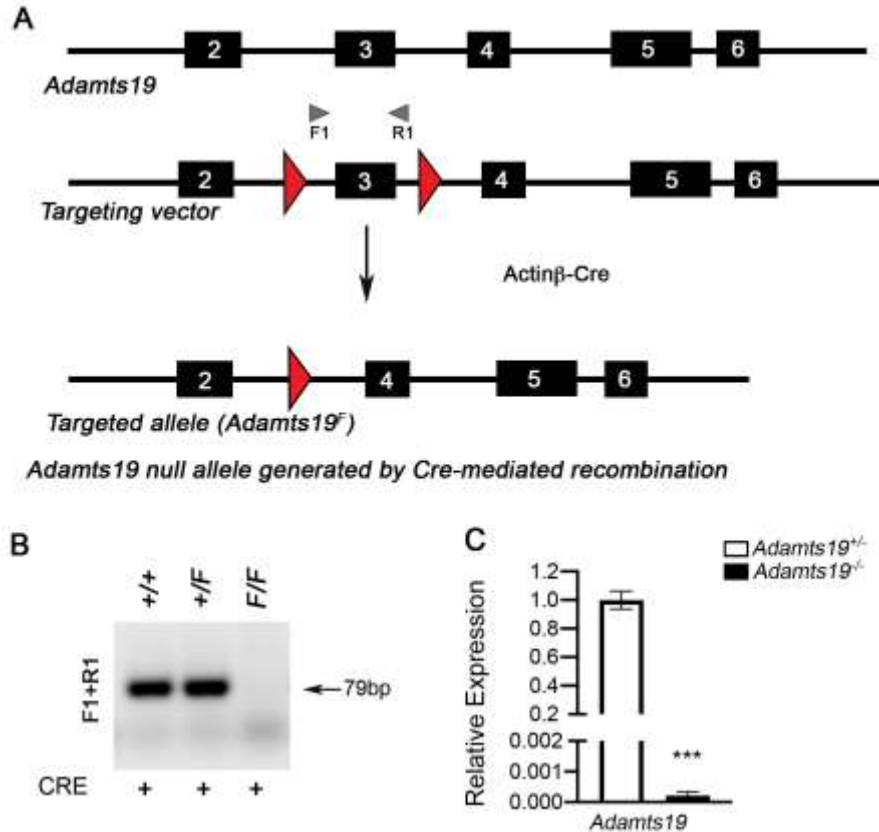 A
2 3 4 5 6
Adamts19
F1 R1
2 3 4 5 6
Targeting vector
Actinβ-Cre
2 4 5 6
Targeted allele (Adamts19F)
Adamts19 null allele generated by Cre-mediated recombination
B
+/+ +/F F/F
F1+R1
79bp
CRE + + +
C
Adamts19+/-
Adamts19-/-
Relative Expression
1.2
1.0
0.8
0.6
0.4
0.2
0.002
0.001
0.000
***
Adamts19